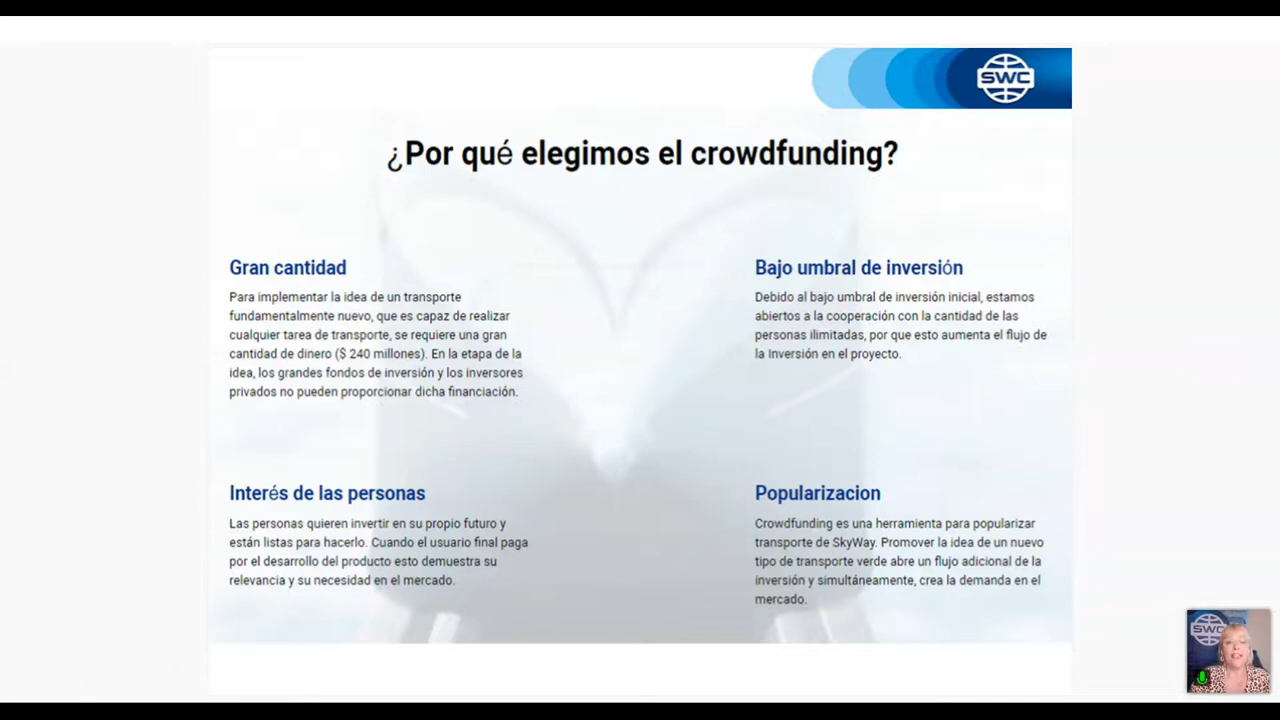 SWC
¿Por qué elegimos el crowdfunding?
Gran cantidad
Para implementar la idea de un transporte
fundamentalmente nuevo, que es capaz de realizar
cualquier tarea de transporte, se requiere una gran
cantidad de dinero ($ 240 millones). En la etapa de la
idea, los grandes fondos de inversión y los inversores
privados no pueden proporcionar dicha financiación.
Bajo umbral de inversión
Debido al bajo umbral de inversión inicial, estamos
abiertos a la cooperación con la cantidad de las
personas ilimitadas, por que esto aumenta el flujo de
la Inversión en el proyecto.
Interés de las personas
Las personas quieren invertir en su propio futuro y
están listas para hacerlo. Cuando el usuario final paga
por el desarrollo del producto esto demuestra su
relevancia y su necesidad en el mercado.
Popularizacion
Crowdfunding es una herramienta para popularizar
transporte de SkyWay. Promover la idea de un nuevo
tipo de transporte verde abre un flujo adicional de la
inversión y simultáneamente, crea la demanda en el
mercado.
SWC